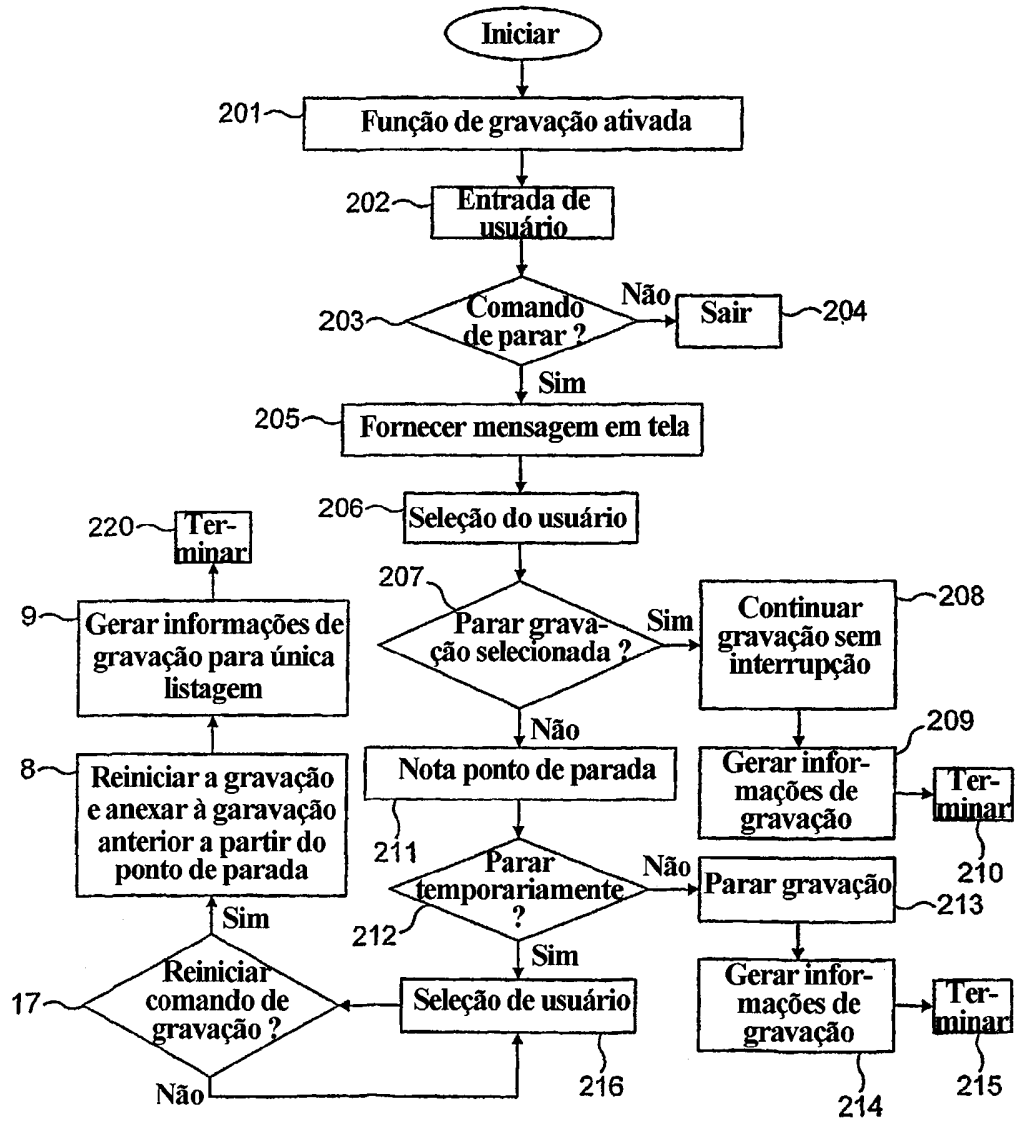 Iniciar
201
Função de gravação ativada
202
Entrada de
usuário
203
Comando
de parar ?
Não
Sair
204
Sim
205
Fornecer mensagem em tela
206
Seleção do usuário
220
Ter-
minar
207
Parar grava-
ção selecionada ?
Sim
Continuar
gravação sem
interrupção
208
9
Gerar informações de
gravação para única
listagem
Não
209
Gerar infor-
mações de
gravação
Ter-
minar
210
8
Reiniciar a gravação
e anexar à garavação
anterior a partir do
ponto de parada
Nota ponto de parada
211
Parar
temporariamente
?
212
Não
Parar gravação
213
Sim
Sim
17
Reiniciar
comando de
gravação ?
Seleção de usuário
216
Não
Gerar infor-
mações de
gravação
214
Ter-
minar
215